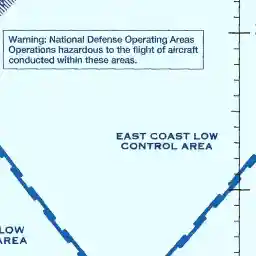 Warning: National Defense Operating Areas
Operations hazardous to the flight of aircraft
conducted within these areas.
EAST COAST LOW
CONTROL AREA
LOW
AREA